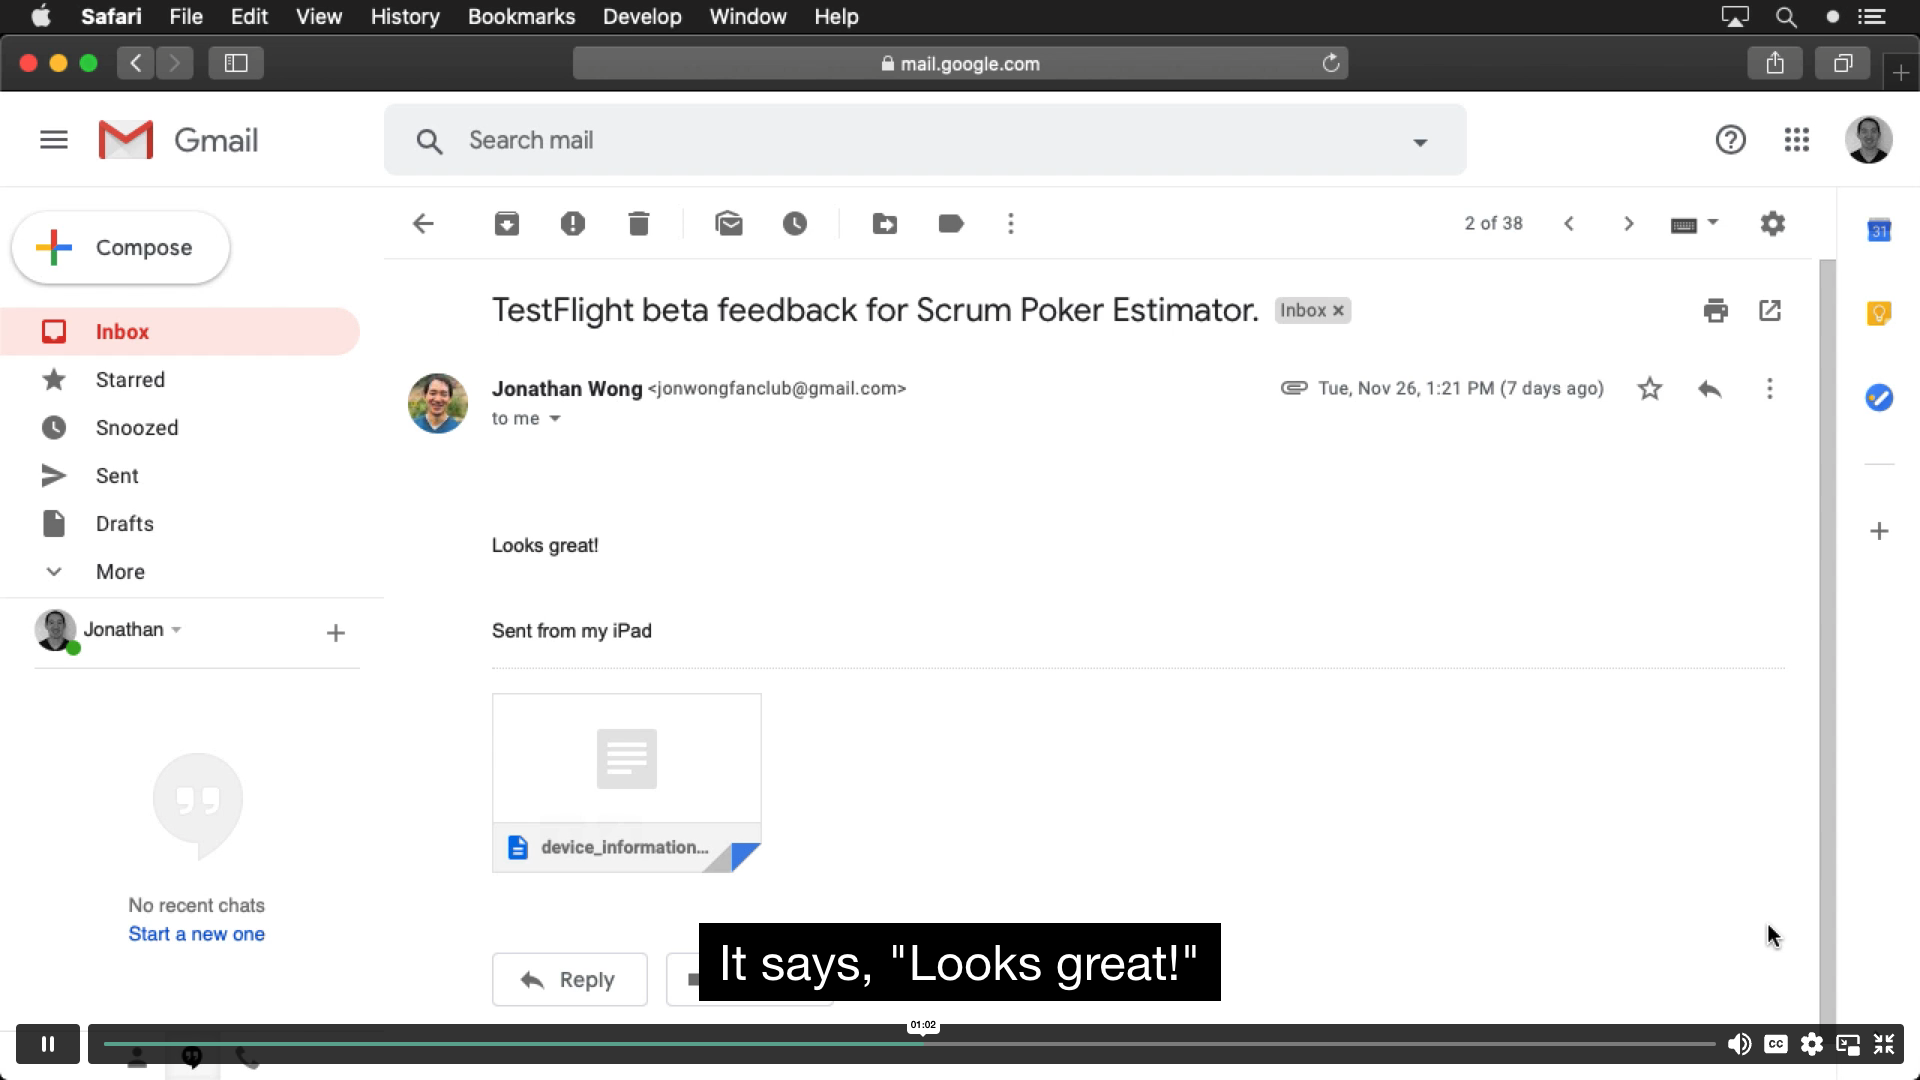 Safari File Edit View History Bookmarks Develop Window Help
mail.google.com
Gmail
Search mail
Compose
2 of 38
31
TestFlight beta feedback for Scrum Poker Estimator.
Inbox ×
Inbox
Starred
Snoozed
Sent
Drafts
More
Jonathan Wong <jonwongfanclub@gmail.com>
Tue, Nov 26, 1:21 PM (7 days ago)
to me
Looks great!
Sent from my iPad
Jonathan
device_information...
No recent chats
Start a new one
Reply
It says, "Looks great!"
01:02
CC